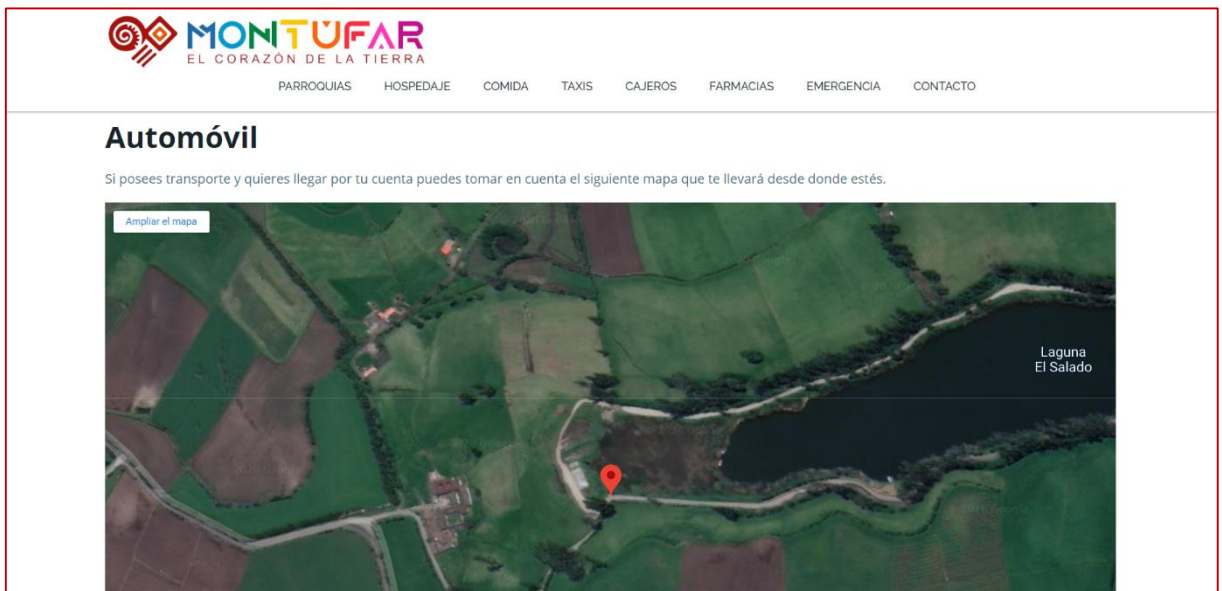 MONTÚFAR
EL CORAZÓN DE LA TIERRA
PARROQUIAS HOSPEDAJE COMIDA TAXIS CAJEROS FARMACIAS EMERGENCIA CONTACTO
Automóvil
Si posees transporte y quieres llegar por tu cuenta puedes tomar en cuenta el siguiente mapa que te llevará desde donde estés.
Ampliar el mapa
Laguna
El Salado